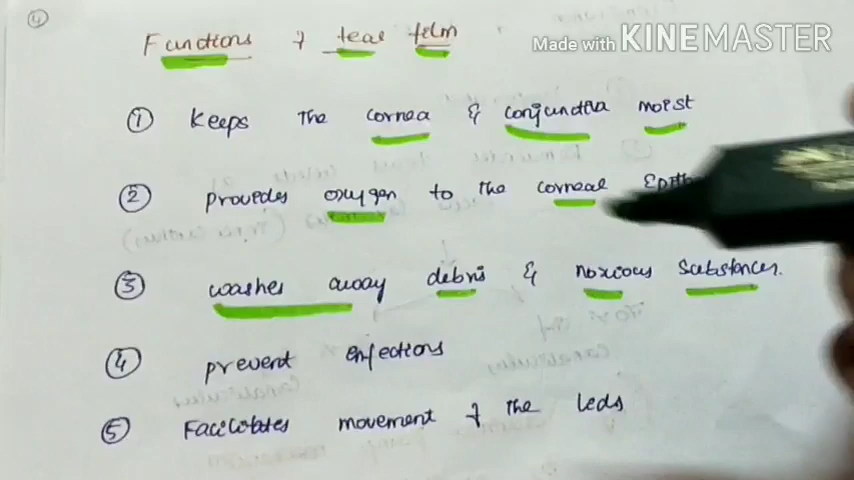 ④
Made with KINEMASTER
Functions of tear film
① Keeps the cornea & conjunctiva moist
② provides oxygen to the corneal Epith
③ washes away debris & noxious Substances.
④ prevent infections
⑤ Facilitates movement of the lids